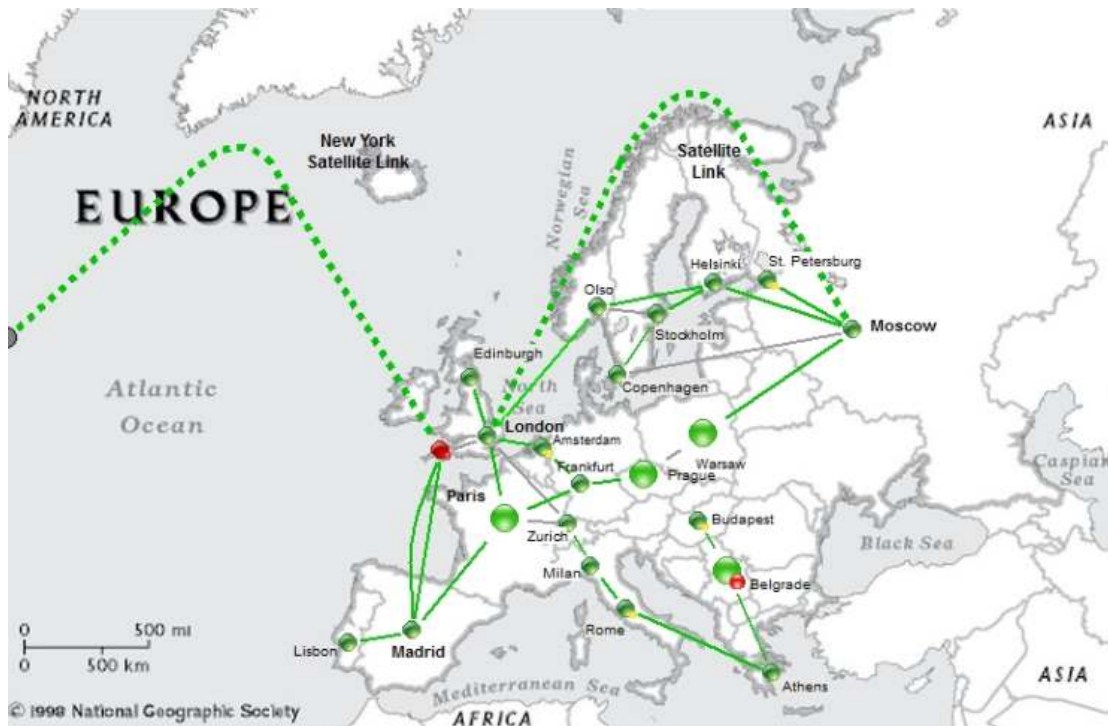 NORTH
AMERICA
New York
Satellite Link
EUROPE
Norwegian
Sea
Satellite
Link
ASIA
Helsinki
St. Petersburg
Olso
Stockholm
Moscow
Edinburgh
Copenhagen
North
Sea
Atlantic
Ocean
London
Amsterdam
Frankfurt
Warsaw
Prague
Caspian
Sea
Paris
Zurich
Budapest
Black Sea
Milan
Belgrade
0 500 mi
0 500 km
Rome
Lisbon
Madrid
Athens
ASIA
Mediterranean Sea
© 1998 National Geographic Society
AFRICA